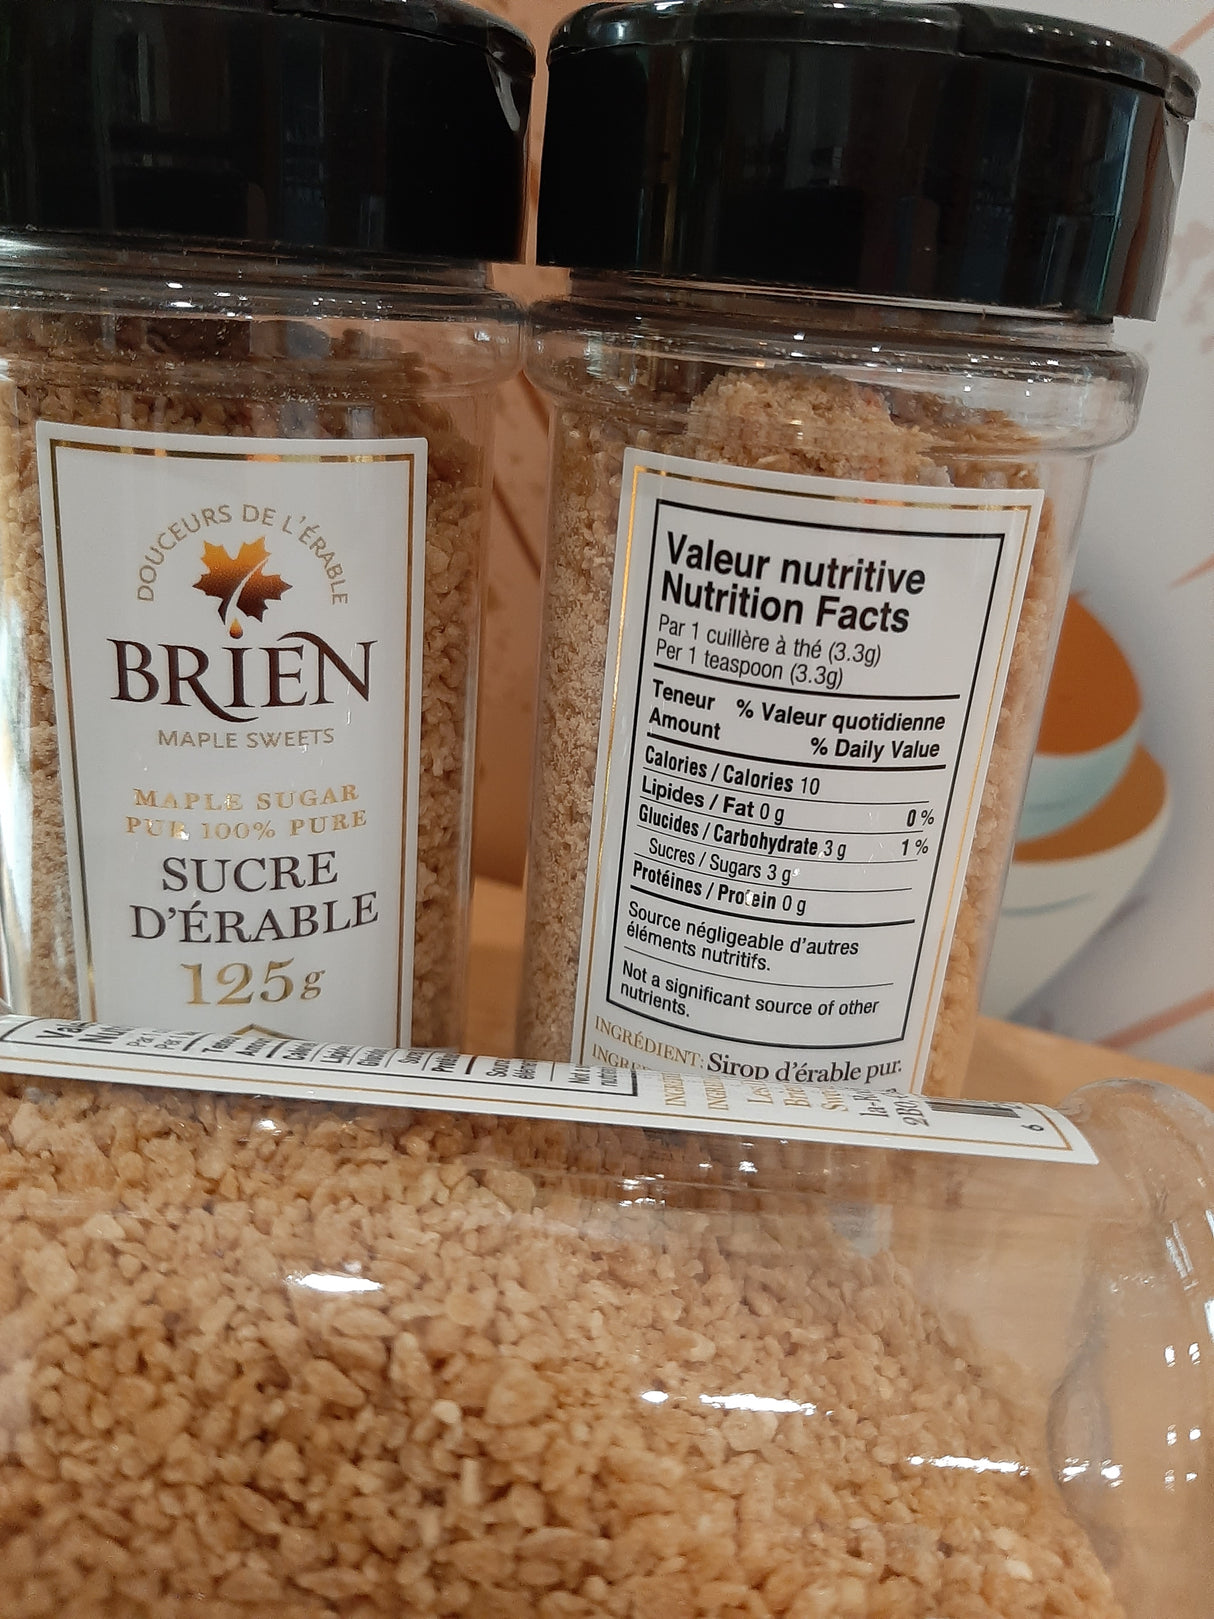 DOUCEURS DE L'ÉRABLE
BRIEN
MAPLE SWEETS
MAPLE SUGAR
PUR 100% PURE
SUCRE
D'ÉRABLE
125g
Valeur nutritive
Nutrition Facts
Par 1 cuillère à thé (3.3g)
Per 1 teaspoon (3.3g)
Teneur % Valeur quotidienne
Amount % Daily Value
Calories / Calories 10
Lipides / Fat 0 g 0 %
Glucides / Carbohydrate 3 g 1 %
Sucres / Sugars 3 g
Protéines / Protein 0 g
Source négligeable d'autres
éléments nutritifs.
Not a significant source of other
nutrients.
INGRÉDIENT: Sirop d'érable pur.
6